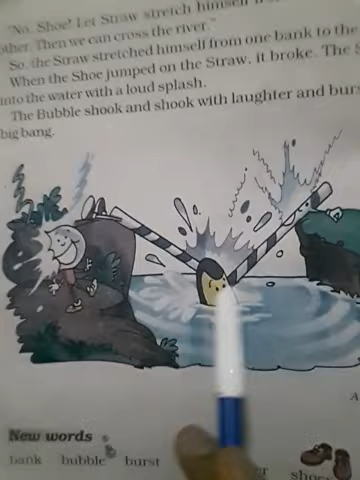 "No, Shoe! Let Straw stretch himself
other. Then we can cross the river."
So, the Straw stretched himself from one bank to the
When the Shoe jumped on the Straw, it broke. The
into the water with a loud splash.
The Bubble shook and shook with laughter and
big bang.
New words
bank bubble burst